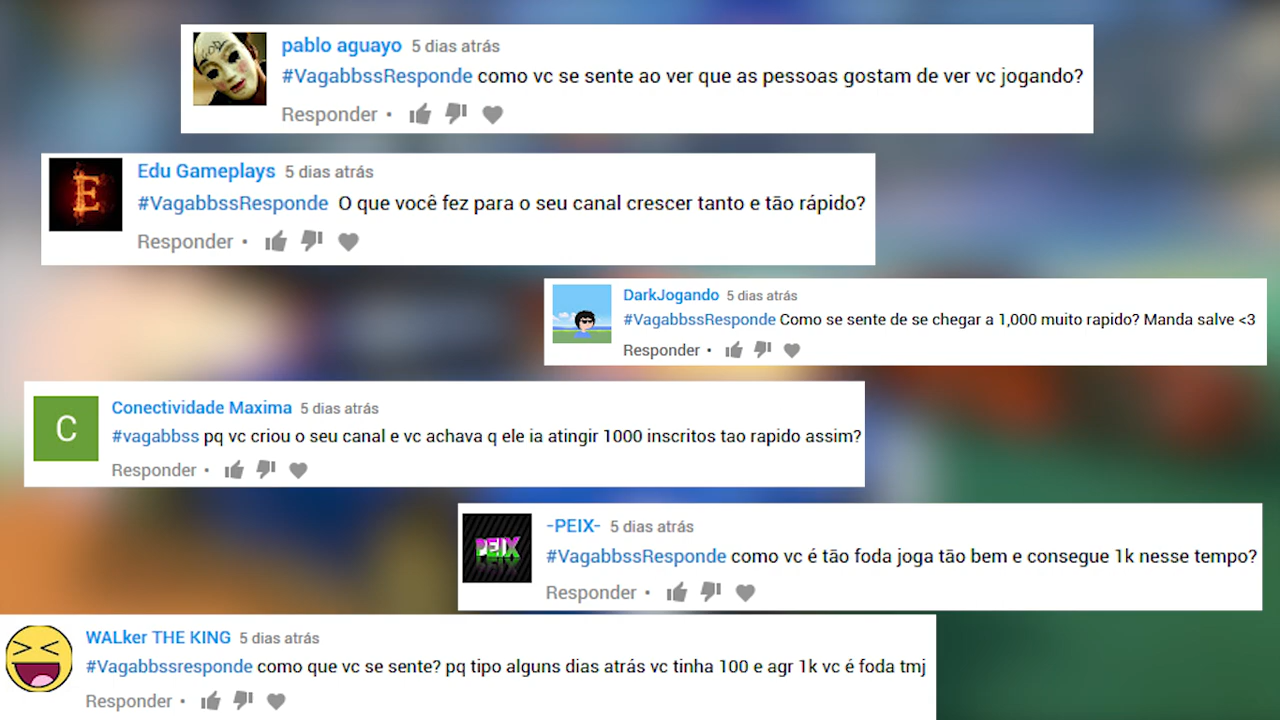 pablo aguayo 5 dias atrás
#VagabbssResponde como vc se sente ao ver que as pessoas gostam de ver vc jogando?
Responder •
E
Edu Gameplays 5 dias atrás
#VagabbssResponde O que você fez para o seu canal crescer tanto e tão rápido?
Responder •
DarkJogando 5 dias atrás
#VagabbssResponde Como se sente de se chegar a 1,000 muito rapido? Manda salve <3
Responder •
C
Conectividade Maxima 5 dias atrás
#vagabbss pq vc criou o seu canal e vc achava q ele ia atingir 1000 inscritos tao rapido assim?
Responder •
PEIX
-PEIX- 5 dias atrás
#VagabbssResponde como vc é tão foda joga tão bem e consegue 1k nesse tempo?
Responder •
WALker THE KING 5 dias atrás
#Vagabbssresponde como que vc se sente? pq tipo alguns dias atrás vc tinha 100 e agr 1k vc é foda tmj
Responder •